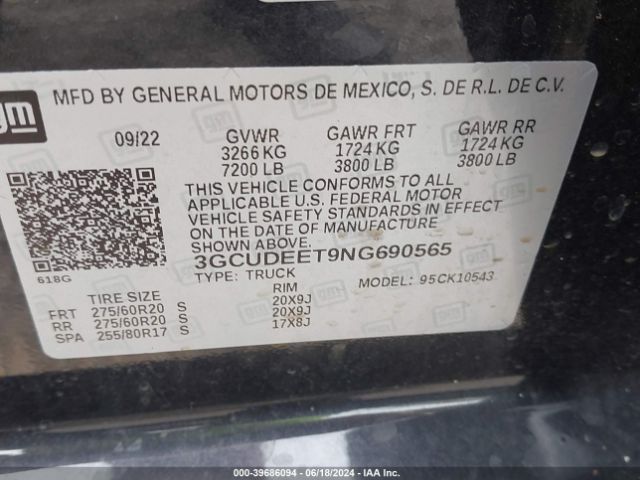 gm
MFD BY GENERAL MOTORS DE MEXICO, S. DE R.L. DE C.V.
09/22 GVWR GAWR FRT GAWR RR
3266 KG 1724 KG 1724 KG
7200 LB 3800 LB 3800 LB
THIS VEHICLE CONFORMS TO ALL
APPLICABLE U.S. FEDERAL MOTOR
VEHICLE SAFETY STANDARDS IN EFFECT
ON THE DATE OF MANUFACTURE
SHOWN ABOVE.
3GCUDEET9NG690565
618G
TYPE: TRUCK MODEL: 95CK10543
TIRE SIZE RIM
FRT 275/60R20 S 20X9J
RR 275/60R20 S 20X9J
SPA 255/80R17 S 17X8J
000-39686094 / 06/18/2024 / IAA Inc.